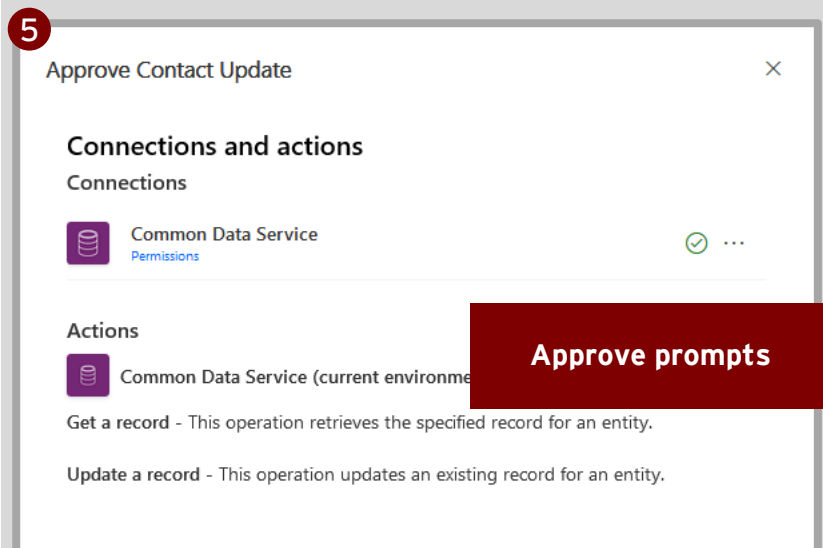 5
Approve Contact Update
Connections and actions
Connections
Common Data Service
Permissions
Actions
Approve prompts
Common Data Service (current
Get a record - This operation retrieves the specified record for an entity.
Update a record - This operation updates an existing record for an entity.